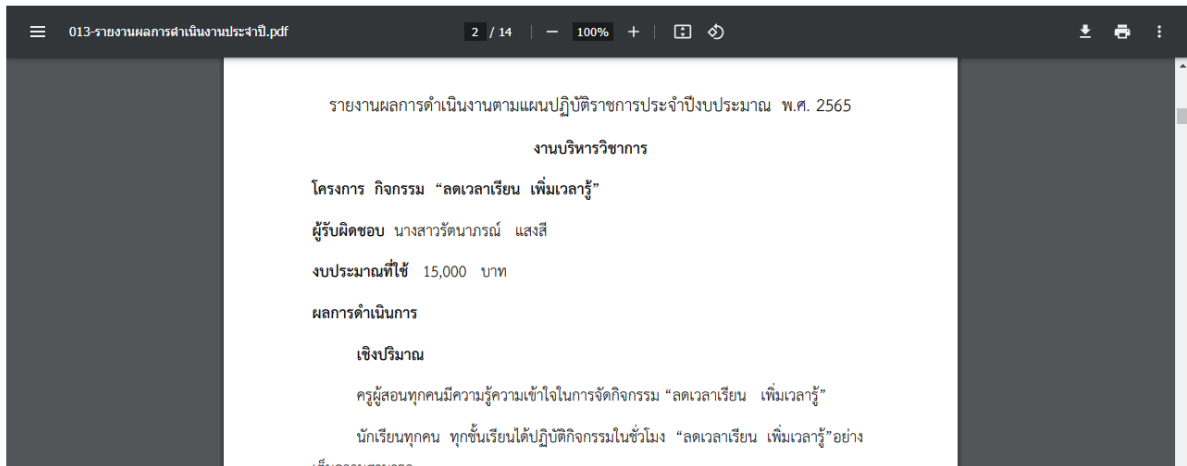 013-รายงานผลการดำเนินงานประจำปี.pdf 2 / 14 100%
รายงานผลการดำเนินงานตามแผนปฏิบัติราชการประจำปีงบประมาณ พ.ศ. 2565
งานบริหารวิชาการ
โครงการ กิจกรรม “ลดเวลาเรียน เพิ่มเวลารู้”
ผู้รับผิดชอบ นางสาวรัตนาภรณ์ แสงสี
งบประมาณที่ใช้ 15,000 บาท
ผลการดำเนินการ
เชิงปริมาณ
ครูผู้สอนทุกคนมีความรู้ความเข้าใจในการจัดกิจกรรม “ลดเวลาเรียน เพิ่มเวลารู้”
นักเรียนทุกคน ทุกชั้นเรียนได้ปฏิบัติกิจกรรมในชั่วโมง “ลดเวลาเรียน เพิ่มเวลารู้”อย่าง